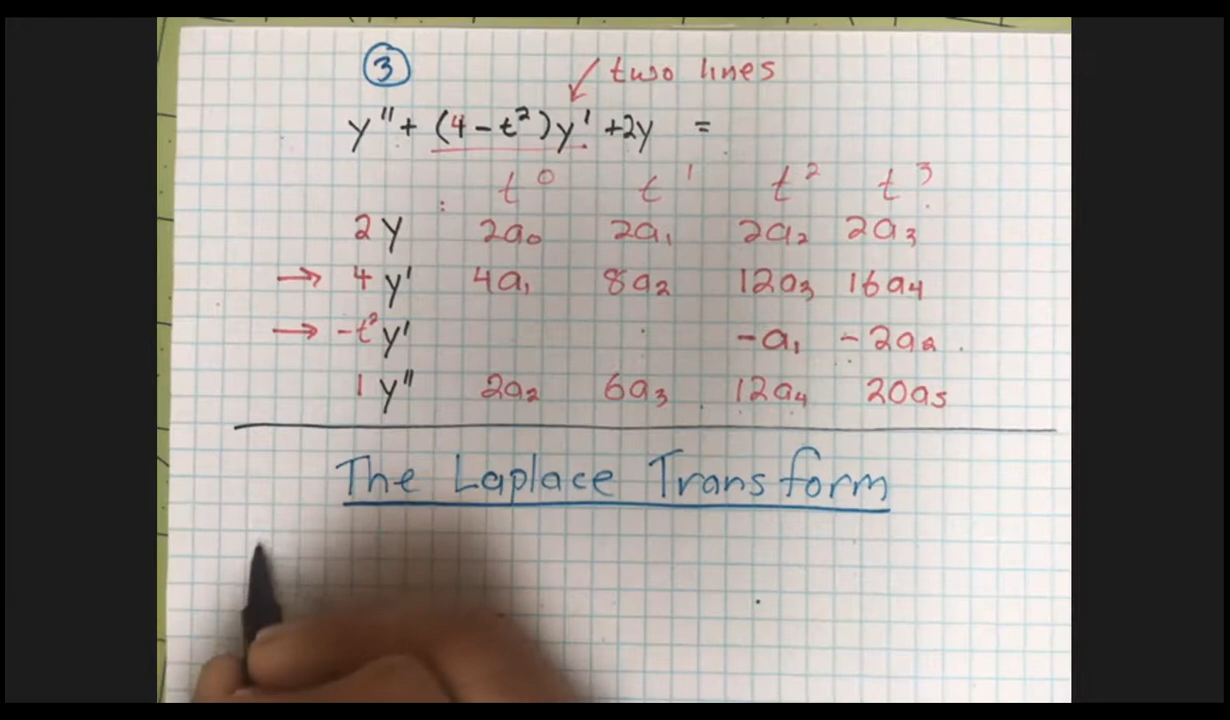 ③
two lines
y" + (4 - t²)y' + 2y =
t⁰ t¹ t² t³
2y 2a₀ 2a₁ 2a₂ 2a₃
→ 4y' 4a₁ 8a₂ 12a₃ 16a₄
→ -t²y' -a₁ -2a₂
1y" 2a₂ 6a₃ 12a₄ 20a₅
The Laplace Transform